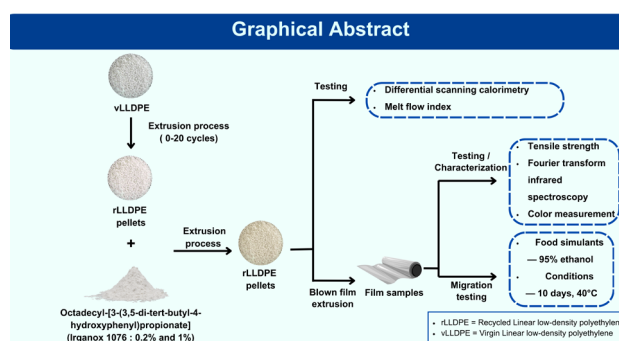 Graphical Abstract
vLLDPE
Extrusion process
( 0-20 cycles)
rLLDPE
pellets
+
Octadecyl-[3-(3,5-di-tert-butyl-4-
hydroxyphenyl)propionate]
(Irganox 1076 : 0.2% and 1%)
Extrusion
process
rLLDPE
pellets
Testing
• Differential scanning calorimetry
• Melt flow index
Blown film
extrusion
Film samples
Testing /
Characterization
• Tensile strength
• Fourier transform
infrared
spectroscopy
• Color measurement
Migration
testing
• Food simulants
— 95% ethanol
• Conditions
— 10 days, 40°C
• rLLDPE = Recycled Linear low-density polyethylen
• vLLDPE = Virgin Linear low-density polyethylene